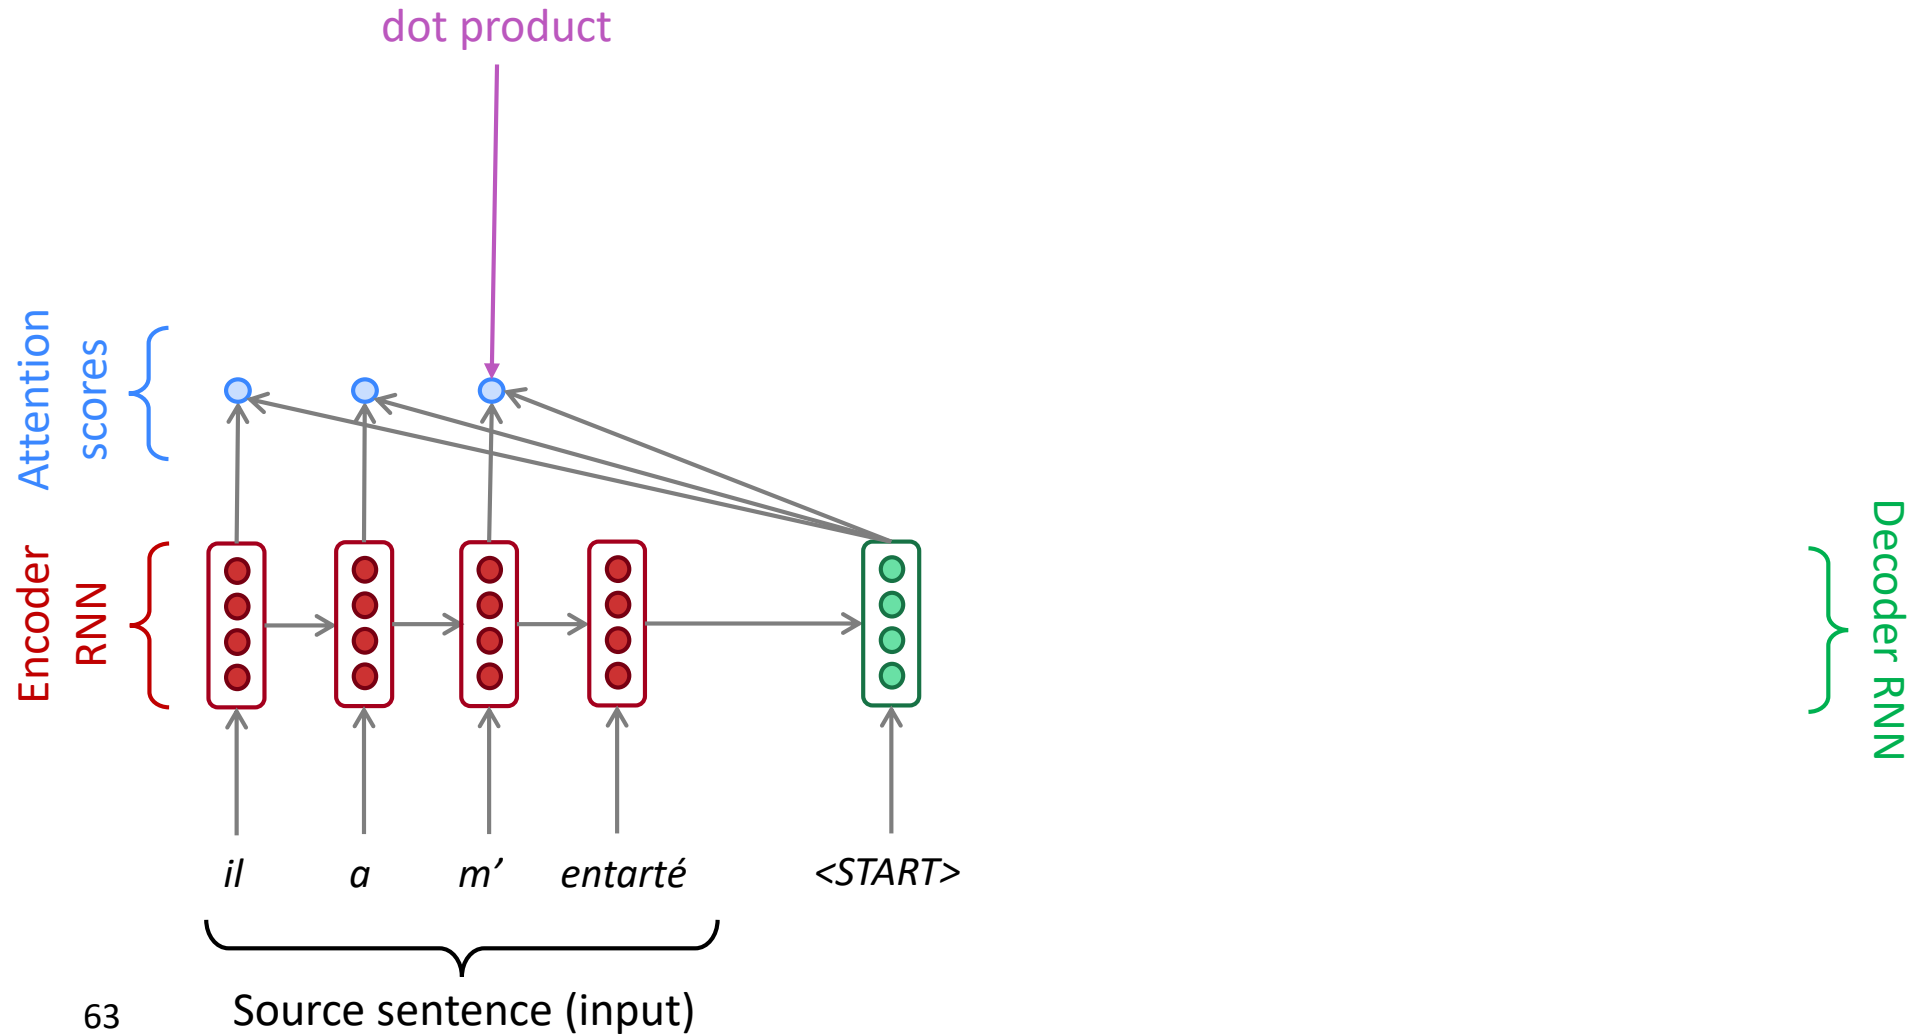 dot product
Attention
scores
Encoder
RNN
Decoder RNN
il a m’ entarté <START>
Source sentence (input)
63